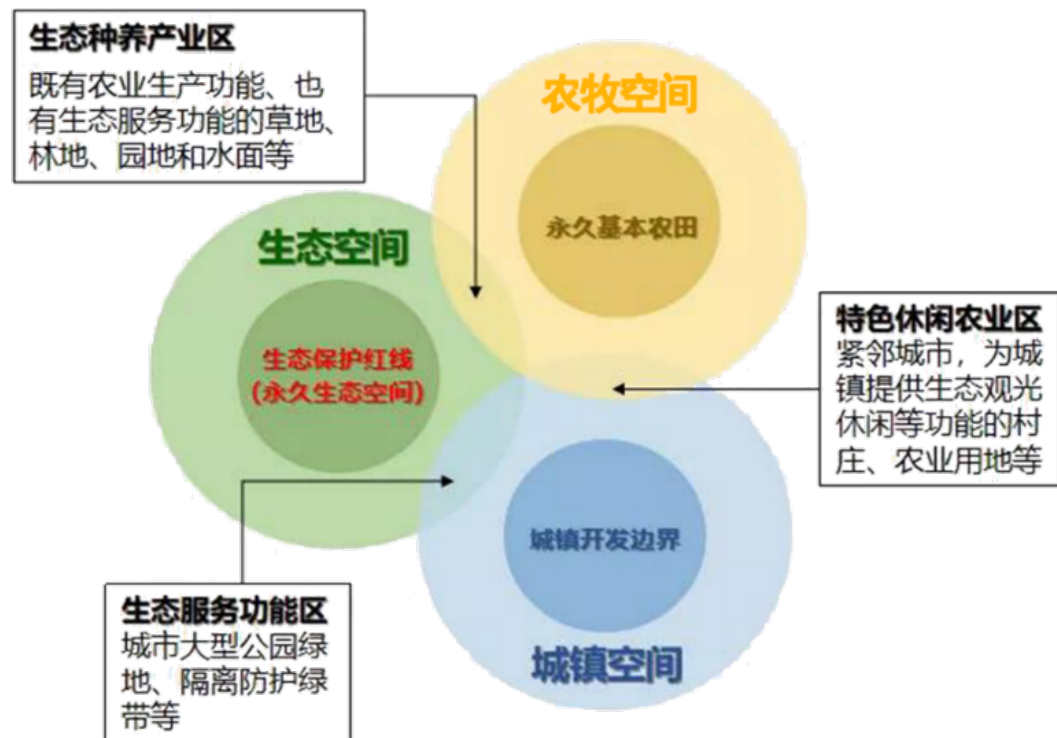 生态种养产业区
既有农业生产功能、也
有生态服务功能的草地、
林地、园地和水面等
农牧空间
永久基本农田
生态空间
生态保护红线
(永久生态空间)
特色休闲农业区
紧邻城市，为城
镇提供生态观光
休闲等功能的村
庄、农业用地等
城镇开发边界
城镇空间
生态服务功能区
城市大型公园绿
地、隔离防护绿
带等